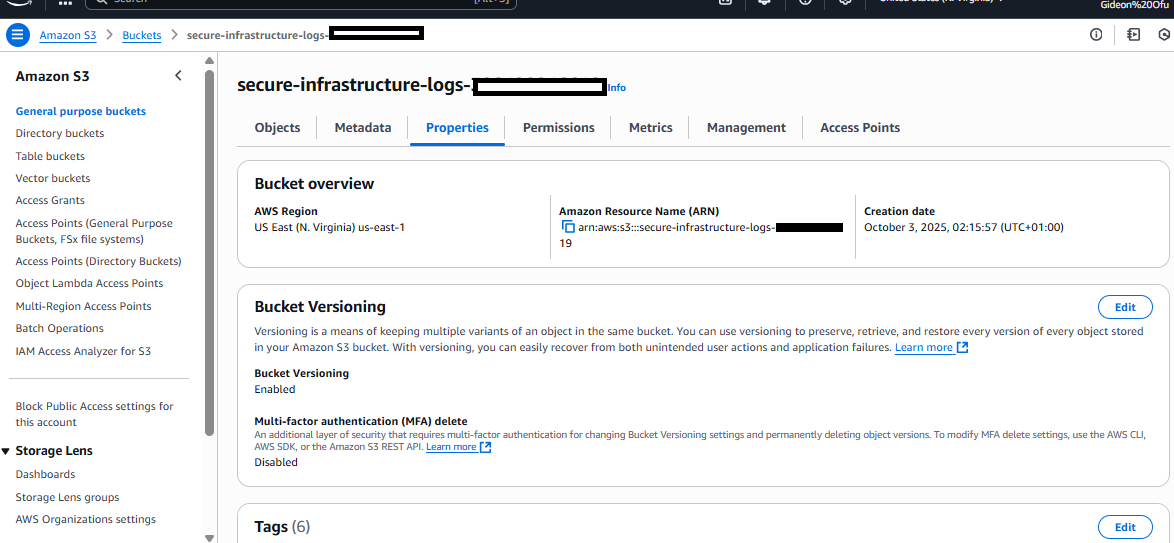 Search
[Alt+S]
Gideon%20Ofu
Amazon S3 > Buckets > secure-infrastructure-logs-
Amazon S3
General purpose buckets
Directory buckets
Table buckets
Vector buckets
Access Grants
Access Points (General Purpose
Buckets, FSx file systems)
Access Points (Directory Buckets)
Object Lambda Access Points
Multi-Region Access Points
Batch Operations
IAM Access Analyzer for S3
Block Public Access settings for
this account
Storage Lens
Dashboards
Storage Lens groups
AWS Organizations settings
secure-infrastructure-logs-
Info
Objects
Metadata
Properties
Permissions
Metrics
Management
Access Points
Bucket overview
AWS Region
US East (N. Virginia) us-east-1
Amazon Resource Name (ARN)
arn:aws:s3:::secure-infrastructure-logs-
19
Creation date
October 3, 2025, 02:15:57 (UTC+01:00)
Bucket Versioning
Edit
Versioning is a means of keeping multiple variants of an object in the same bucket. You can use versioning to preserve, retrieve, and restore every version of every object stored
in your Amazon S3 bucket. With versioning, you can easily recover from both unintended user actions and application failures. Learn more
Bucket Versioning
Enabled
Multi-factor authentication (MFA) delete
An additional layer of security that requires multi-factor authentication for changing Bucket Versioning settings and permanently deleting object versions. To modify MFA delete settings, use the AWS CLI,
AWS SDK, or the Amazon S3 REST API. Learn more
Disabled
Tags (6)
Edit